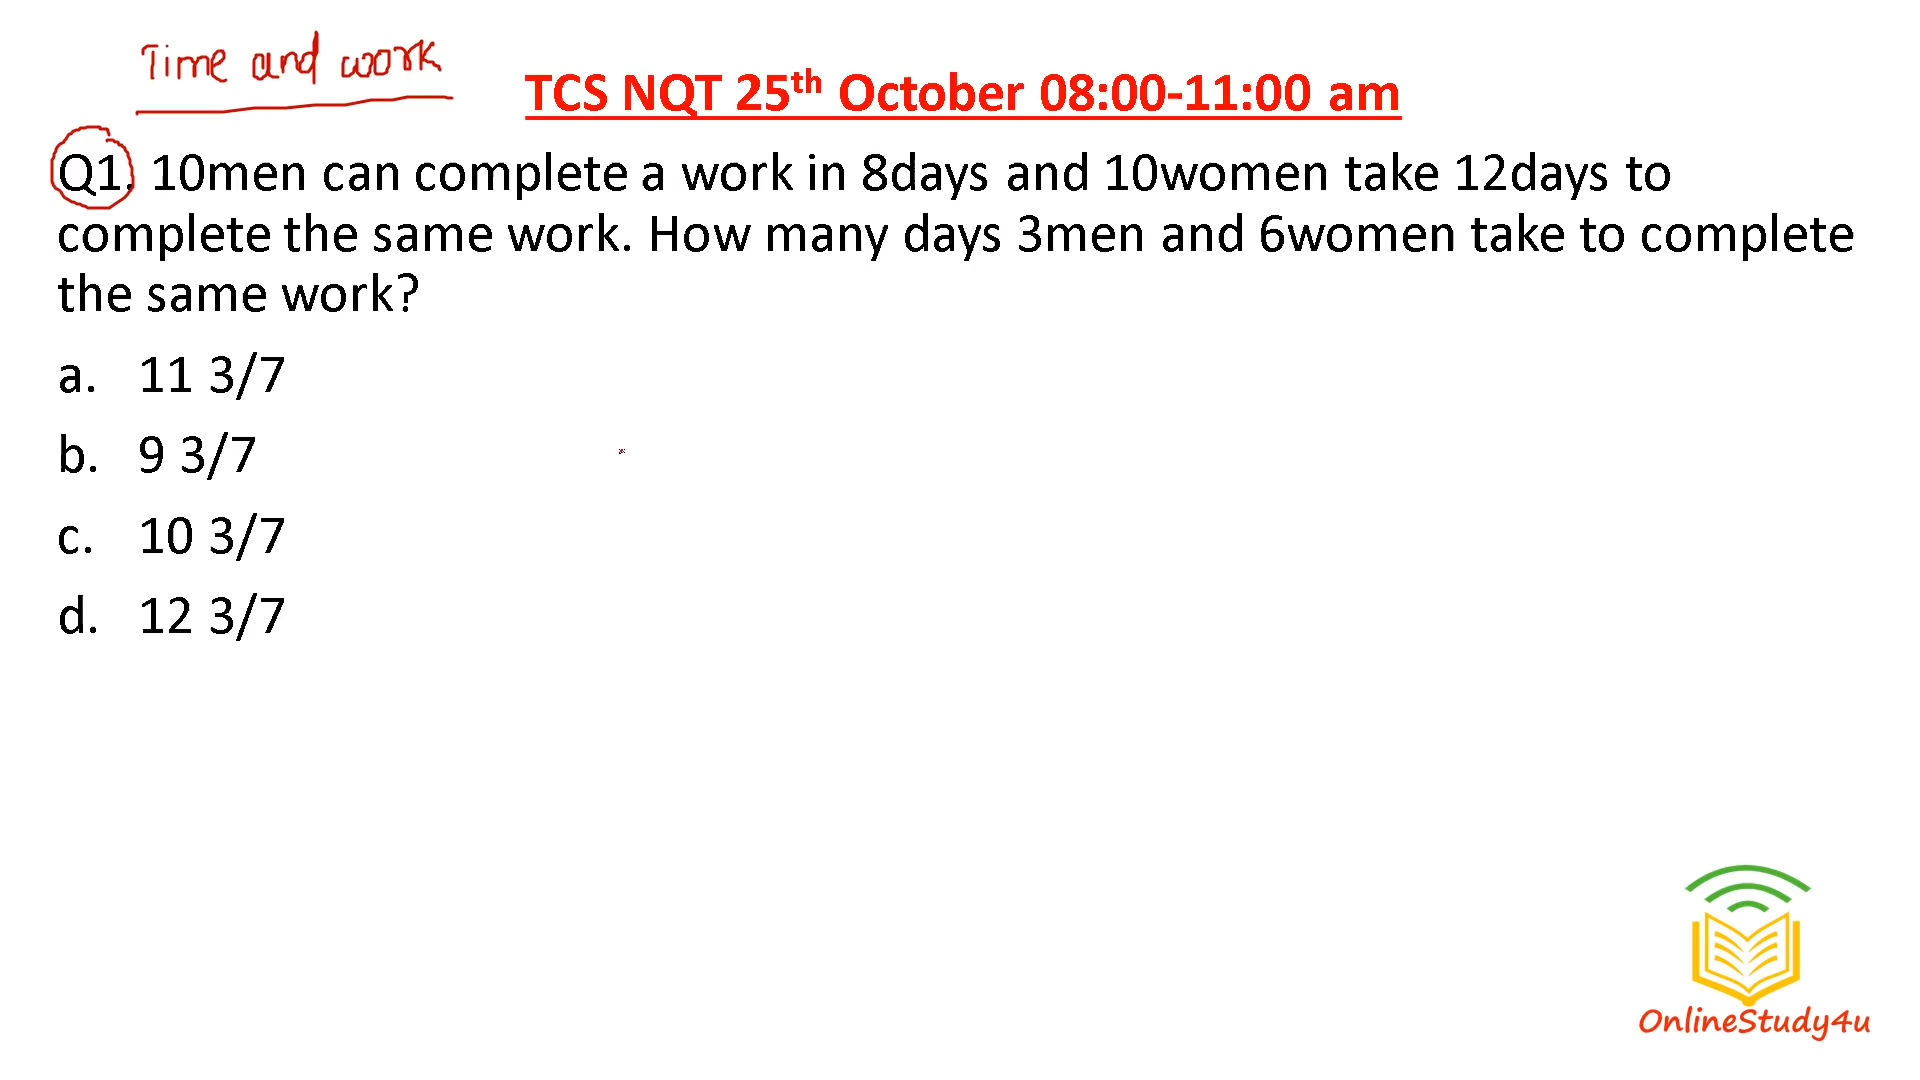 Time and work
TCS NQT 25th October 08:00-11:00 am
Q1. 10men can complete a work in 8days and 10women take 12days to
complete the same work. How many days 3men and 6women take to complete
the same work?
a. 11 3/7
b. 9 3/7
c. 10 3/7
d. 12 3/7
OnlineStudy4u